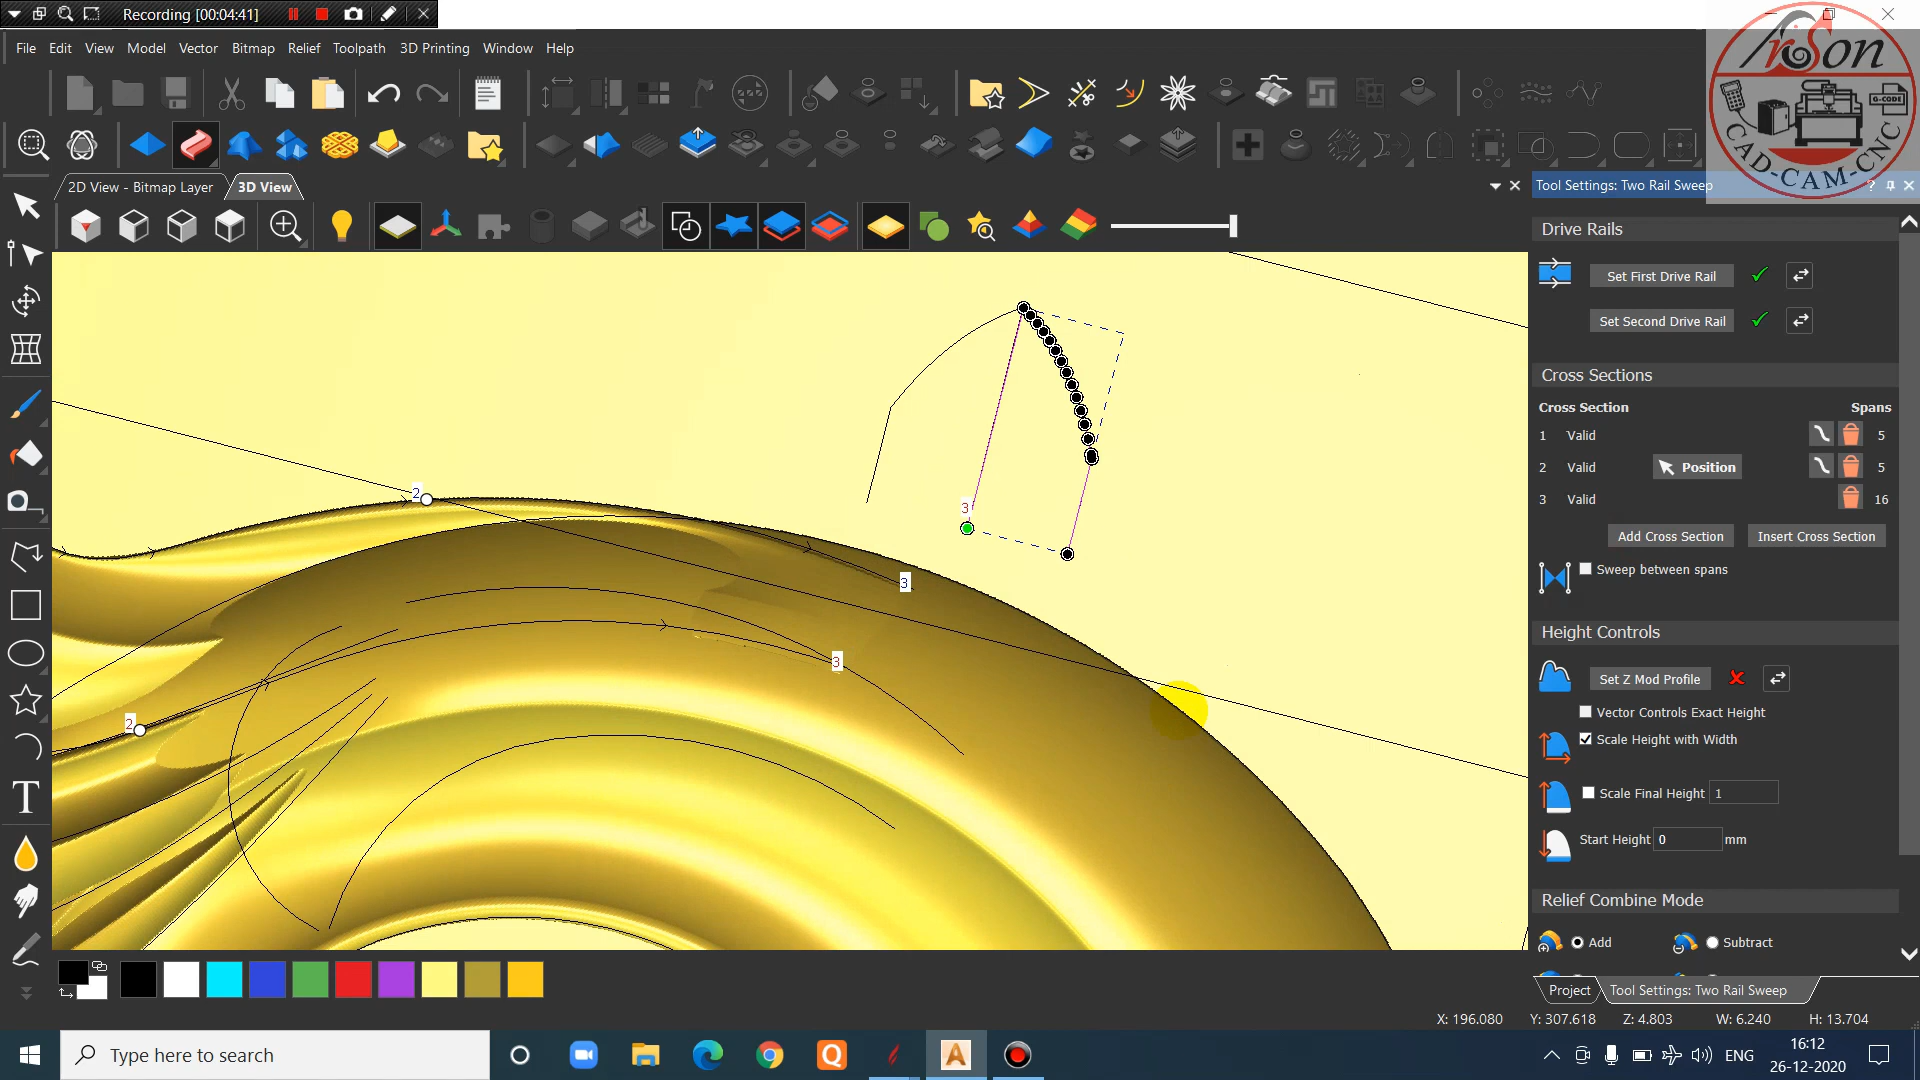 Recording [00:04:41]
File Edit View Model Vector Bitmap Relief Toolpath 3D Printing Window Help
ArSon
G-CODE
CAD-CAM-CNC
2D View - Bitmap Layer
3D View
Tool Settings: Two Rail Sweep
Drive Rails
Set First Drive Rail
Set Second Drive Rail
Cross Sections
Cross Section Spans
1 Valid 5
2 Valid Position 5
3 Valid 16
Add Cross Section Insert Cross Section
Sweep between spans
Height Controls
Set Z Mod Profile
Vector Controls Exact Height
Scale Height with Width
Scale Final Height 1
Start Height 0 mm
Relief Combine Mode
Add Subtract
2
3
3
2
3
Project Tool Settings: Two Rail Sweep
X: 196.080 Y: 307.618 Z: 4.803 W: 6.240 H: 13.704
Type here to search
ENG
16:12
26-12-2020